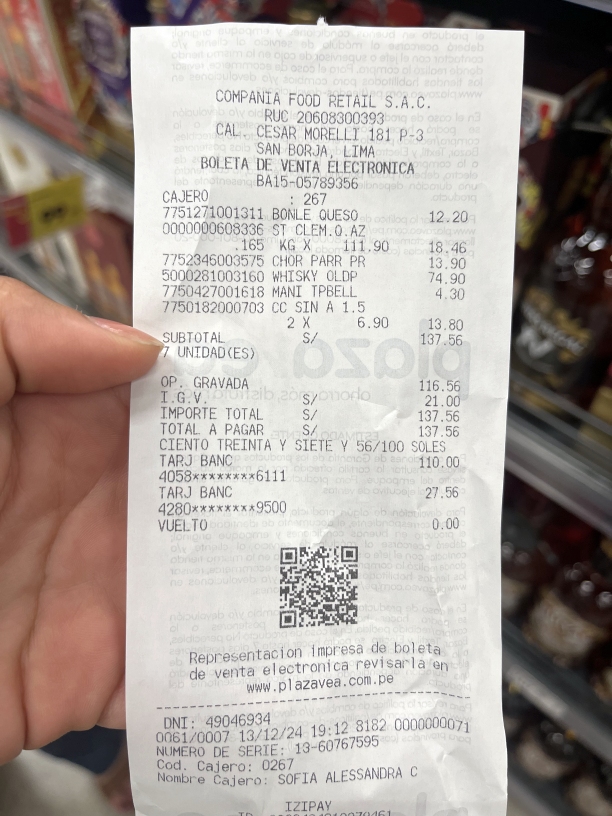 COMPANIA FOOD RETAIL S.A.C.
RUC 20608300393
CAL. CESAR MORELLI 181 P-3
SAN BORJA, LIMA
BOLETA DE VENTA ELECTRONICA
BA15-05789356
CAJERO : 267
7751271001311 BONLE QUESO 12.20
0000000608336 ST CLEM.Q.AZ
.165 KG X 111.90 18.46
7752346003575 CHOR PARR PR 13.90
5000281003160 WHISKY OLDP 74.90
7750427001618 MANI TPBELL 4.30
7750182000703 CC SIN A 1.5
2 X 6.90 13.80
SUBTOTAL S/ 137.56
7 UNIDAD(ES)
OP. GRAVADA 116.56
I.G.V. S/ 21.00
IMPORTE TOTAL S/ 137.56
TOTAL A PAGAR S/ 137.56
CIENTO TREINTA Y SIETE Y 56/100 SOLES
TARJ BANC 110.00
4058********6111
TARJ BANC 27.56
4280********9500
VUELTO 0.00
Representacion impresa de boleta
de venta electronica revisarla en
www.plazavea.com.pe
DNI: 49046934
0061/0007 13/12/24 19:12 8182 0000000071
NUMERO DE SERIE: 13-60767595
Cod. Cajero: 0267
Nombre Cajero: SOFIA ALESSANDRA C
IZIPAY